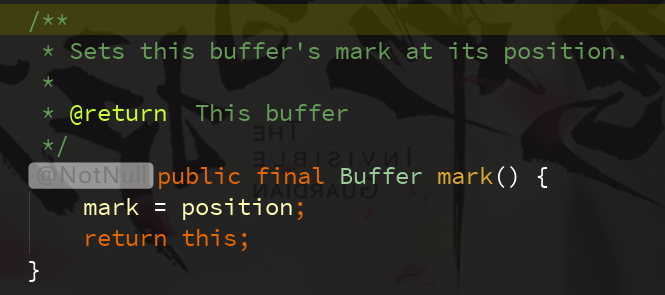 /**
 * Sets this buffer's mark at its position.
 *
 * @return  This buffer
 */
@NotNull public final Buffer mark() {
    mark = position;
    return this;
}
THE
INVISIBLE
GUARDIAN